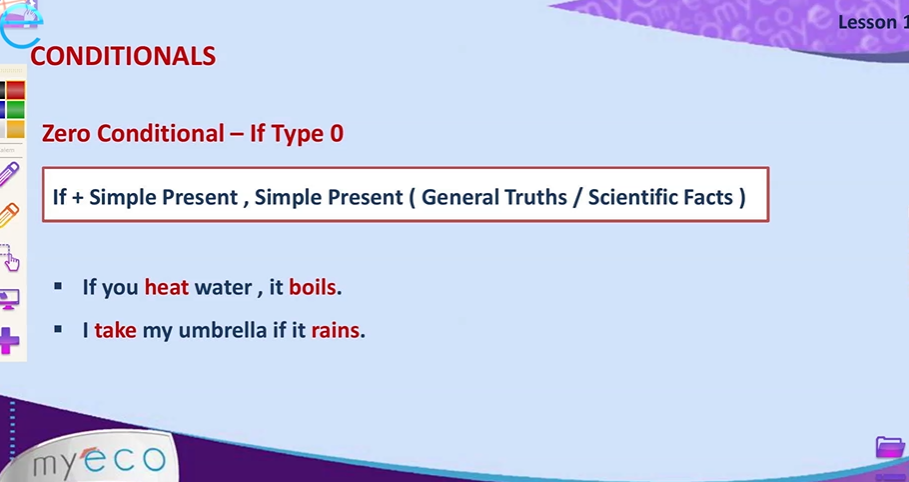 Lesson 1
CONDITIONALS
Zero Conditional – If Type 0
If + Simple Present , Simple Present ( General Truths / Scientific Facts )
▪ If you heat water , it boils.
▪ I take my umbrella if it rains.
myeco